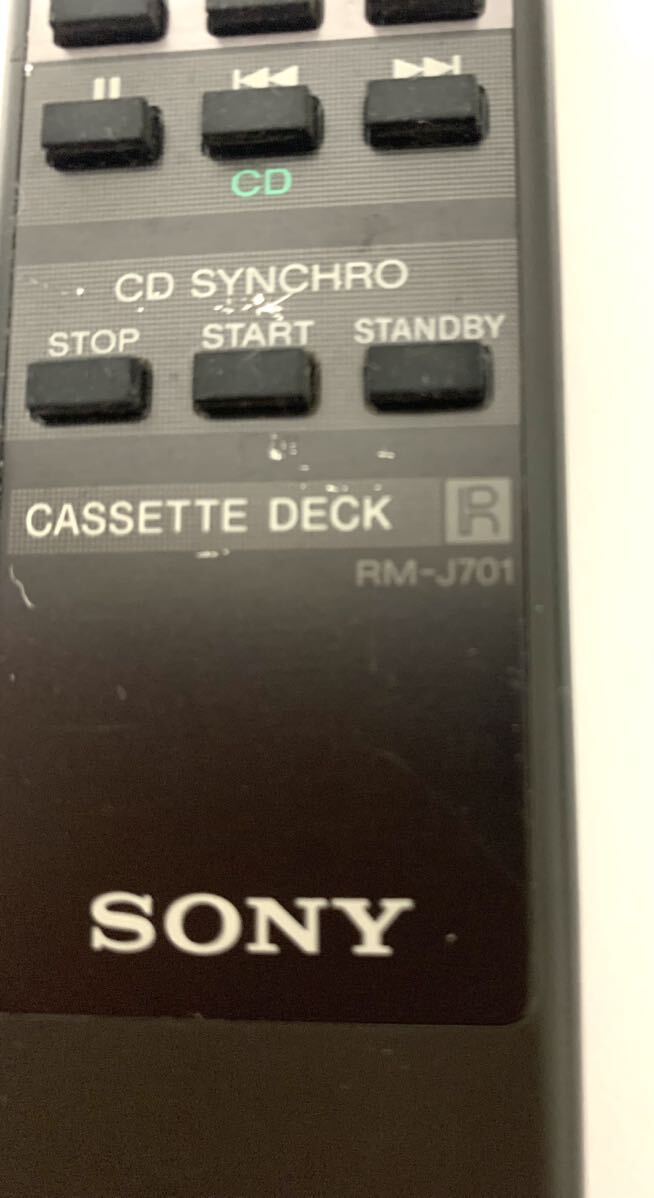 CD
CD SYNCHRO
STOP START STANDBY
CASSETTE DECK R
RM-J701
SONY